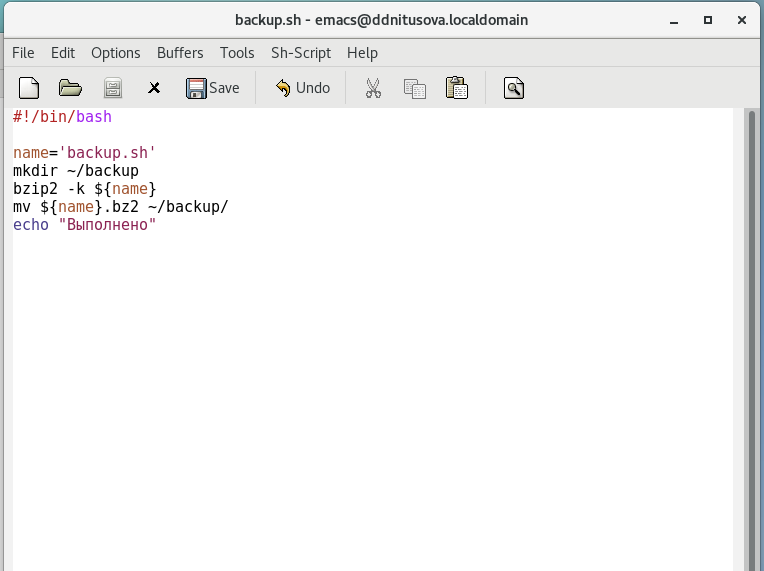 backup.sh - emacs@ddnitusova.localdomain
File Edit Options Buffers Tools Sh-Script Help
Save Undo
#!/bin/bash
name='backup.sh'
mkdir ~/backup
bzip2 -k ${name}
mv ${name}.bz2 ~/backup/
echo "Выполнено"